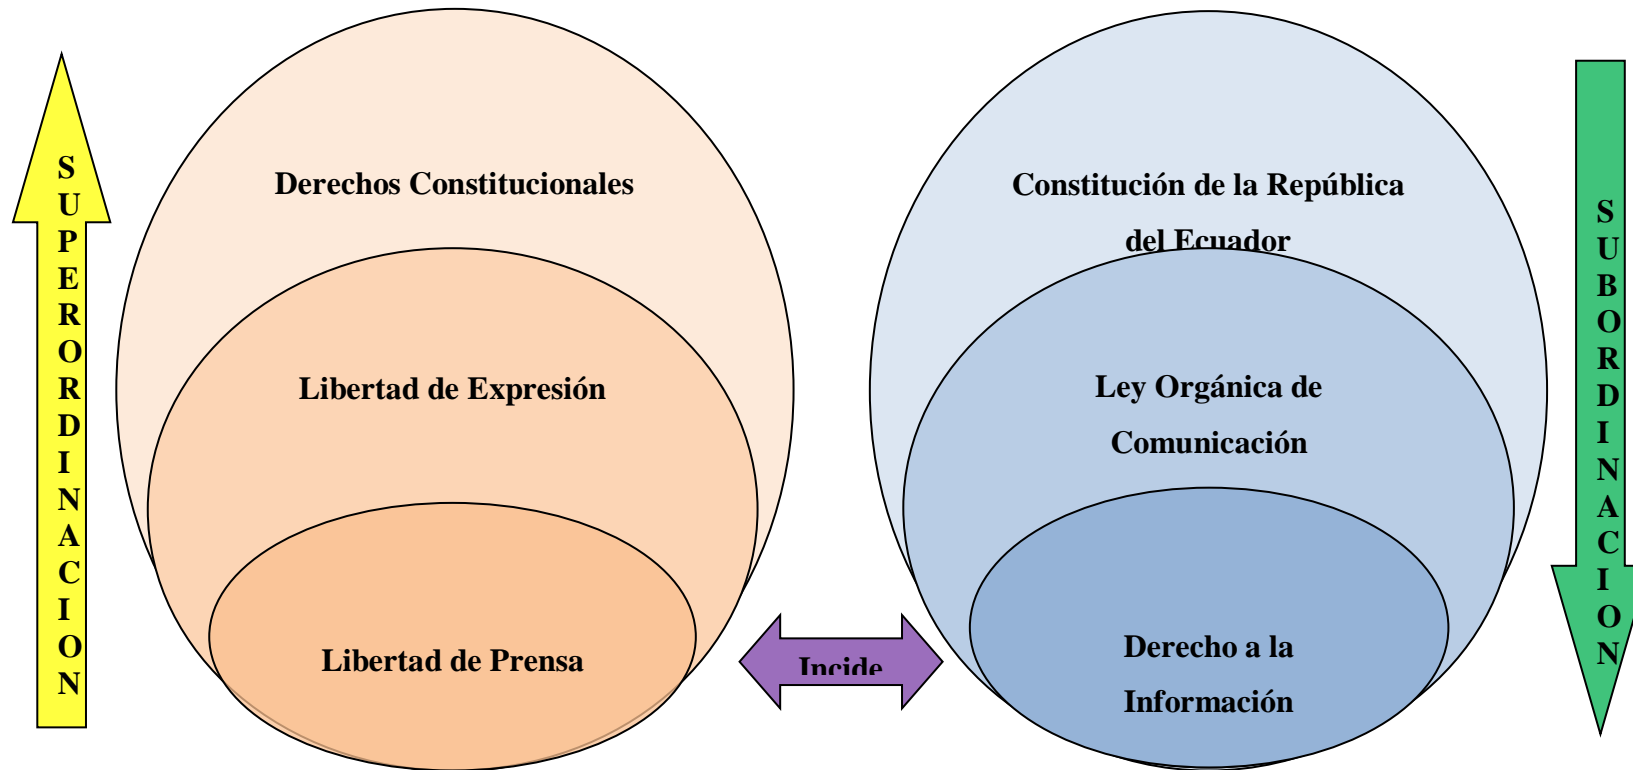 SUPERORDINACION
Derechos Constitucionales
Libertad de Expresión
Libertad de Prensa
Incide
Constitución de la República
del Ecuador
Ley Orgánica de
Comunicación
Derecho a la
Información
SUBORDINACION